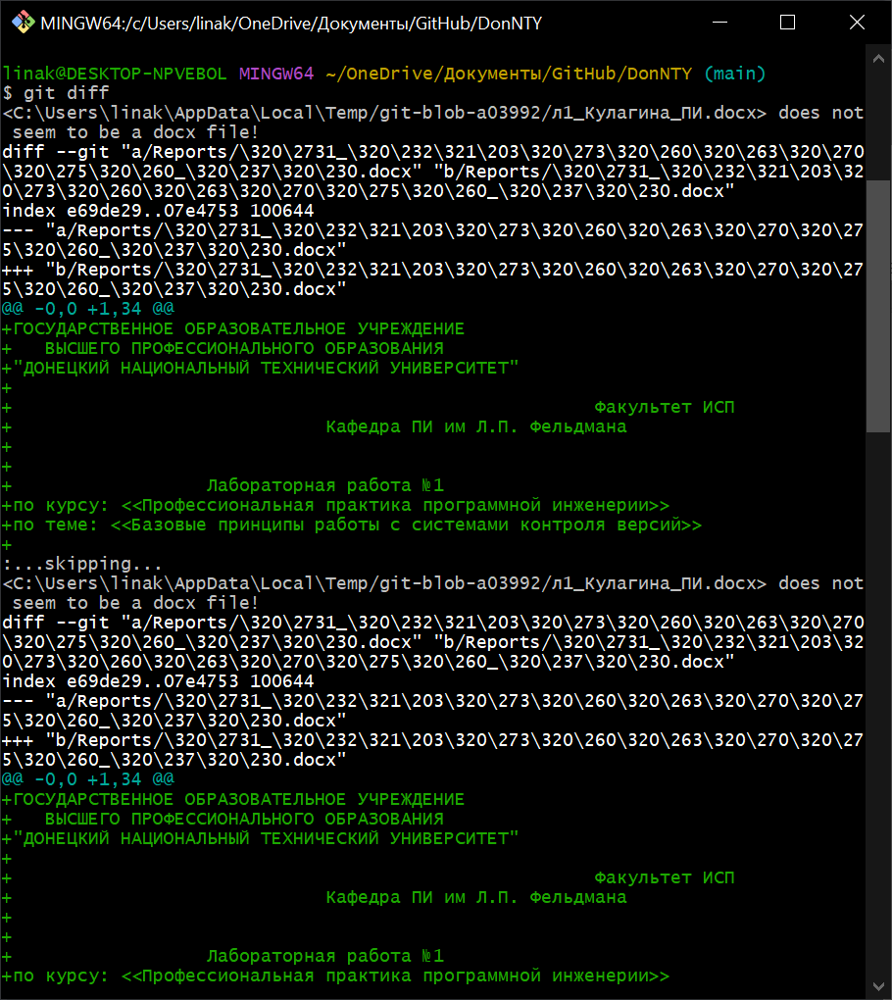 MINGW64:/c/Users/linak/OneDrive/Документы/GitHub/DonNTY
linak@DESKTOP-NPVEBOL MINGW64 ~/OneDrive/Документы/GitHub/DonNTY (main)
$ git diff
<C:\Users\linak\AppData\Local\Temp/git-blob-a03992/л1_Кулагина_ПИ.docx> does not
 seem to be a docx file!
diff --git "a/Reports/\320\2731_\320\232\321\203\320\273\320\260\320\263\320\270
\320\275\320\260_\320\237\320\230.docx" "b/Reports/\320\2731_\320\232\321\203\32
0\273\320\260\320\263\320\270\320\275\320\260_\320\237\320\230.docx"
index e69de29..07e4753 100644
--- "a/Reports/\320\2731_\320\232\321\203\320\273\320\260\320\263\320\270\320\27
5\320\260_\320\237\320\230.docx"
+++ "b/Reports/\320\2731_\320\232\321\203\320\273\320\260\320\263\320\270\320\27
5\320\260_\320\237\320\230.docx"
@@ -0,0 +1,34 @@
+ГОСУДАРСТВЕННОЕ ОБРАЗОВАТЕЛЬНОЕ УЧРЕЖДЕНИЕ
+   ВЫСШЕГО ПРОФЕССИОНАЛЬНОГО ОБРАЗОВАНИЯ
+"ДОНЕЦКИЙ НАЦИОНАЛЬНЫЙ ТЕХНИЧЕСКИЙ УНИВЕРСИТЕТ"
+
+                                                      Факультет ИСП
+                             Кафедра ПИ им Л.П. Фельдмана
+
+
+                  Лабораторная работа №1
+по курсу: <<Профессиональная практика программной инженерии>>
+по теме: <<Базовые принципы работы с системами контроля версий>>
+
:...skipping...
<C:\Users\linak\AppData\Local\Temp/git-blob-a03992/л1_Кулагина_ПИ.docx> does not
 seem to be a docx file!
diff --git "a/Reports/\320\2731_\320\232\321\203\320\273\320\260\320\263\320\270
\320\275\320\260_\320\237\320\230.docx" "b/Reports/\320\2731_\320\232\321\203\32
0\273\320\260\320\263\320\270\320\275\320\260_\320\237\320\230.docx"
index e69de29..07e4753 100644
--- "a/Reports/\320\2731_\320\232\321\203\320\273\320\260\320\263\320\270\320\27
5\320\260_\320\237\320\230.docx"
+++ "b/Reports/\320\2731_\320\232\321\203\320\273\320\260\320\263\320\270\320\27
5\320\260_\320\237\320\230.docx"
@@ -0,0 +1,34 @@
+ГОСУДАРСТВЕННОЕ ОБРАЗОВАТЕЛЬНОЕ УЧРЕЖДЕНИЕ
+   ВЫСШЕГО ПРОФЕССИОНАЛЬНОГО ОБРАЗОВАНИЯ
+"ДОНЕЦКИЙ НАЦИОНАЛЬНЫЙ ТЕХНИЧЕСКИЙ УНИВЕРСИТЕТ"
+
+                                                      Факультет ИСП
+                             Кафедра ПИ им Л.П. Фельдмана
+
+
+                  Лабораторная работа №1
+по курсу: <<Профессиональная практика программной инженерии>>